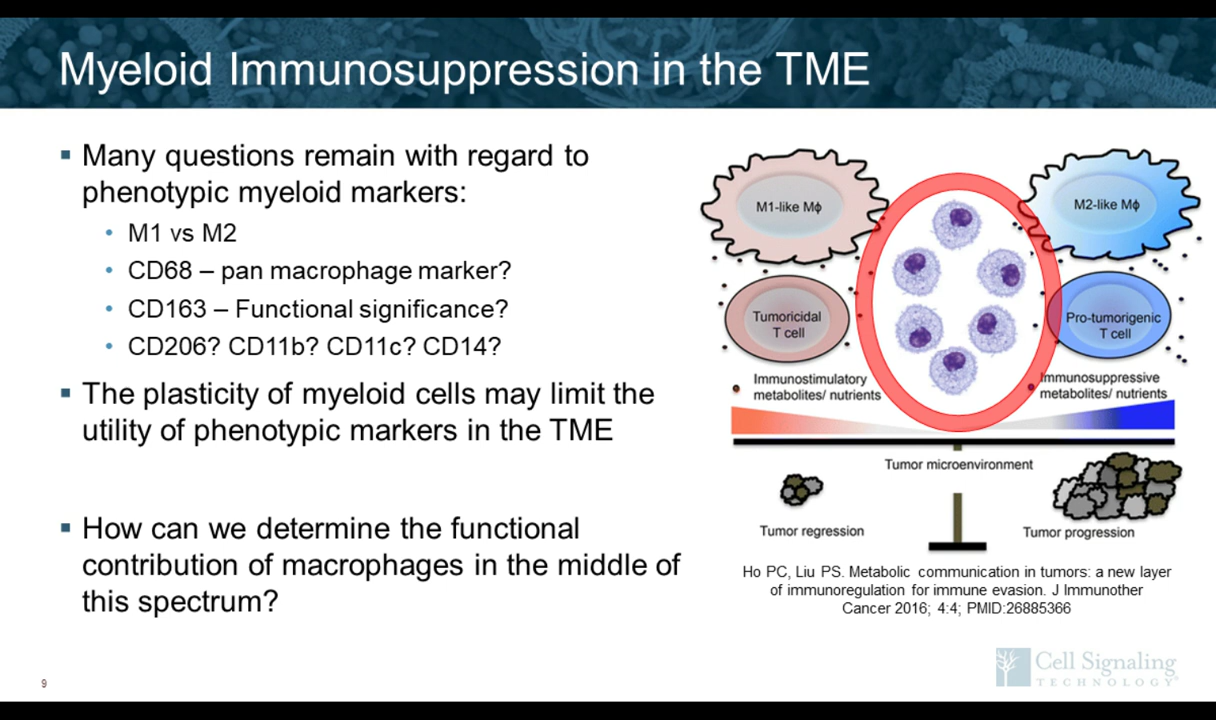 Myeloid Immunosuppression in the TME
Many questions remain with regard to
phenotypic myeloid markers:
M1 vs M2
CD68 – pan macrophage marker?
CD163 – Functional significance?
CD206? CD11b? CD11c? CD14?
The plasticity of myeloid cells may limit the
utility of phenotypic markers in the TME
How can we determine the functional
contribution of macrophages in the middle of
this spectrum?
M1-like Mϕ
M2-like Mϕ
Tumoricidal
T cell
Pro-tumorigenic
T cell
Immunostimulatory
metabolites/ nutrients
Immunosuppressive
metabolites/ nutrients
Tumor microenvironment
Tumor regression
Tumor progression
Ho PC, Liu PS. Metabolic communication in tumors: a new layer
of immunoregulation for immune evasion. J Immunother
Cancer 2016; 4:4; PMID:26885366
9
Cell Signaling
TECHNOLOGY®